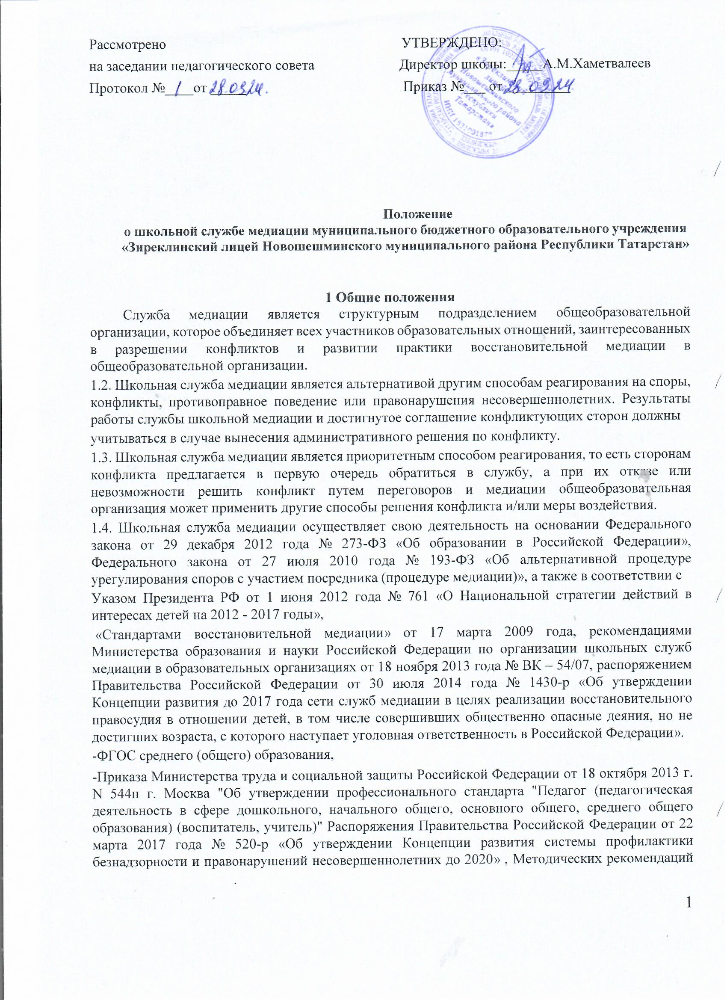 Рассмотрено
на заседании педагогического совета
Протокол №_1_от 28.03.24.
УТВЕРЖДЕНО:
Директор школы:_____А.М.Хаметвалеев
Приказ №___ от 28 03 24
«Зиреклинский
лицей
Новошешминского
муниципального района
Республики
Татарстан»
Положение
о школьной службе медиации муниципального бюджетного образовательного учреждения
«Зиреклинский лицей Новошешминского муниципального района Республики Татарстан»
1 Общие положения
Служба медиации является структурным подразделением общеобразовательной
организации, которое объединяет всех участников образовательных отношений, заинтересованных
в разрешении конфликтов и развитии практики восстановительной медиации в
общеобразовательной организации.
1.2. Школьная служба медиации является альтернативой другим способам реагирования на споры,
конфликты, противоправное поведение или правонарушения несовершеннолетних. Результаты
работы службы школьной медиации и достигнутое соглашение конфликтующих сторон должны
учитываться в случае вынесения административного решения по конфликту.
1.3. Школьная служба медиации является приоритетным способом реагирования, то есть сторонам
конфликта предлагается в первую очередь обратиться в службу, а при их отказе или
невозможности решить конфликт путем переговоров и медиации общеобразовательная
организация может применить другие способы решения конфликта и/или меры воздействия.
1.4. Школьная служба медиации осуществляет свою деятельность на основании Федерального
закона от 29 декабря 2012 года № 273-ФЗ «Об образовании в Российской Федерации»,
Федерального закона от 27 июля 2010 года № 193-ФЗ «Об альтернативной процедуре
урегулирования споров с участием посредника (процедуре медиации)», а также в соответствии с
Указом Президента РФ от 1 июня 2012 года № 761 «О Национальной стратегии действий в
интересах детей на 2012 - 2017 годы»,
«Стандартами восстановительной медиации» от 17 марта 2009 года, рекомендациями
Министерства образования и науки Российской Федерации по организации школьных служб
медиации в образовательных организациях от 18 ноября 2013 года № ВК – 54/07, распоряжением
Правительства Российской Федерации от 30 июля 2014 года № 1430-р «Об утверждении
Концепции развития до 2017 года сети служб медиации в целях реализации восстановительного
правосудия в отношении детей, в том числе совершивших общественно опасные деяния, но не
достигших возраста, с которого наступает уголовная ответственность в Российской Федерации».
-ФГОС среднего (общего) образования,
-Приказа Министерства труда и социальной защиты Российской Федерации от 18 октября 2013 г.
N 544н г. Москва "Об утверждении профессионального стандарта "Педагог (педагогическая
деятельность в сфере дошкольного, начального общего, основного общего, среднего общего
образования) (воспитатель, учитель)" Распоряжения Правительства Российской Федерации от 22
марта 2017 года № 520-р «Об утверждении Концепции развития системы профилактики
безнадзорности и правонарушений несовершеннолетних до 2020» , Методических рекомендаций
1